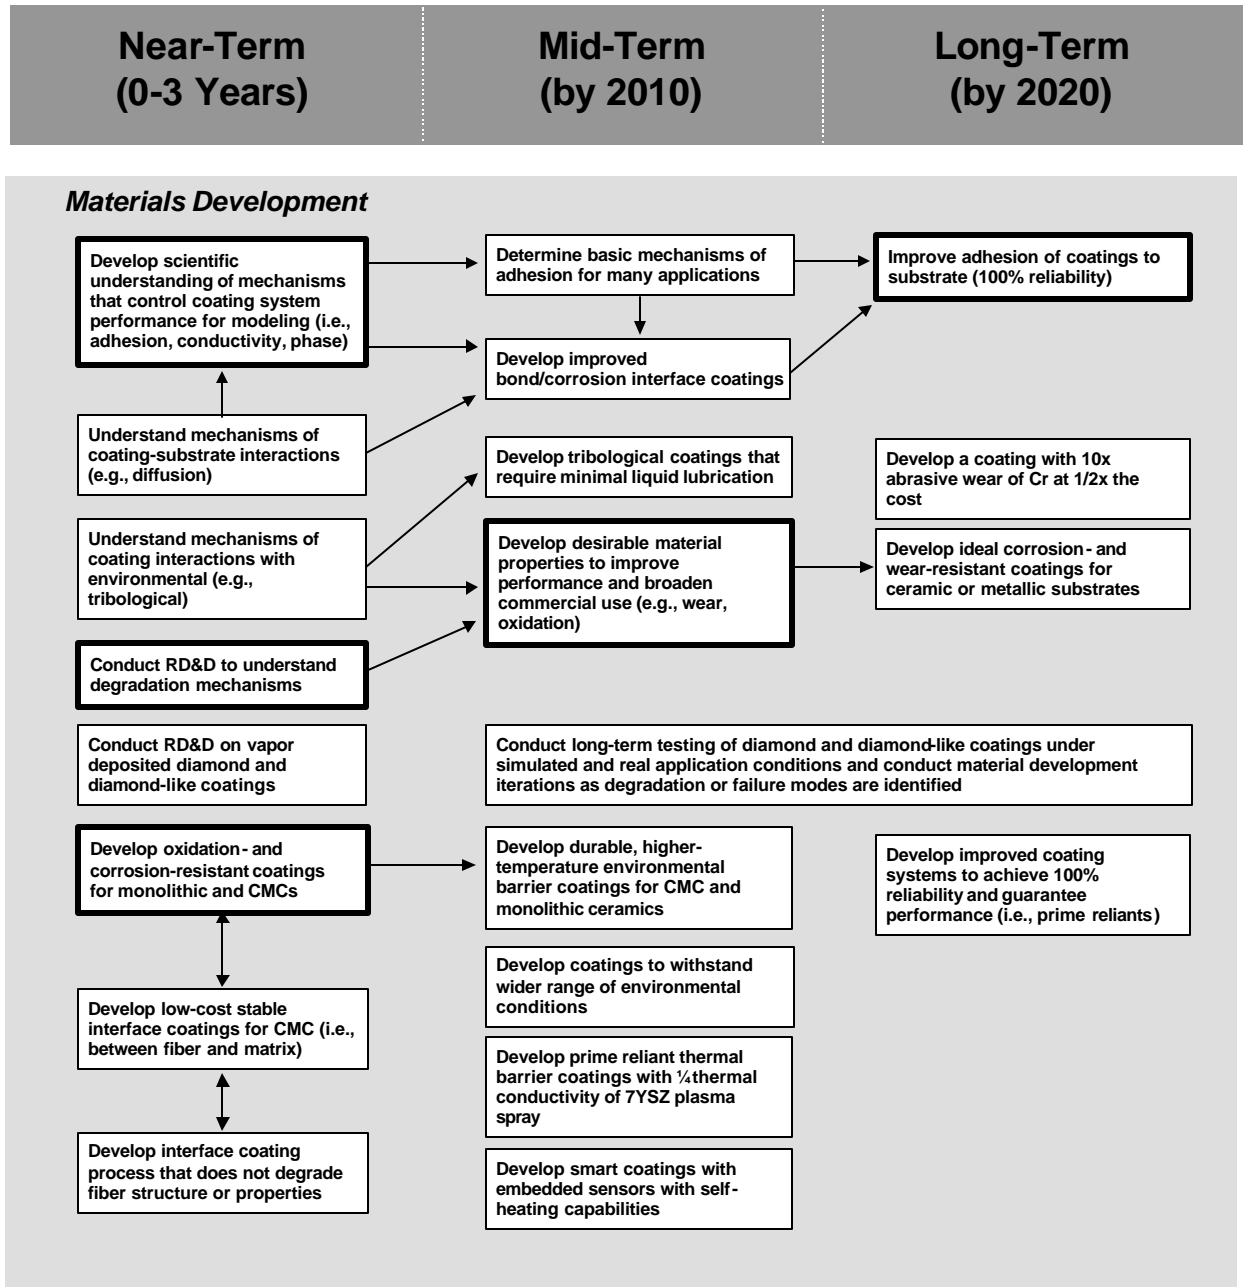 Near-Term
(0-3 Years)
Mid-Term
(by 2010)
Long-Term
(by 2020)
Materials Development
Develop scientific
understanding of mechanisms
that control coating system
performance for modeling (i.e.,
adhesion, conductivity, phase)
Determine basic mechanisms of
adhesion for many applications
Improve adhesion of coatings to
substrate (100% reliability)
Develop improved
bond/corrosion interface coatings
Understand mechanisms of
coating-substrate interactions
(e.g., diffusion)
Develop tribological coatings that
require minimal liquid lubrication
Develop a coating with 10x
abrasive wear of Cr at 1/2x the
cost
Understand mechanisms of
coating interactions with
environmental (e.g.,
tribological)
Develop desirable material
properties to improve
performance and broaden
commercial use (e.g., wear,
oxidation)
Develop ideal corrosion- and
wear-resistant coatings for
ceramic or metallic substrates
Conduct RD&D to understand
degradation mechanisms
Conduct RD&D on vapor
deposited diamond and
diamond-like coatings
Conduct long-term testing of diamond and diamond-like coatings under
simulated and real application conditions and conduct material development
iterations as degradation or failure modes are identified
Develop oxidation- and
corrosion-resistant coatings
for monolithic and CMCs
Develop durable, higher-
temperature environmental
barrier coatings for CMC and
monolithic ceramics
Develop improved coating
systems to achieve 100%
reliability and guarantee
performance (i.e., prime reliants)
Develop coatings to withstand
wider range of environmental
conditions
Develop low-cost stable
interface coatings for CMC (i.e.,
between fiber and matrix)
Develop prime reliant thermal
barrier coatings with ¼ thermal
conductivity of 7YSZ plasma
spray
Develop interface coating
process that does not degrade
fiber structure or properties
Develop smart coatings with
embedded sensors with self-
heating capabilities